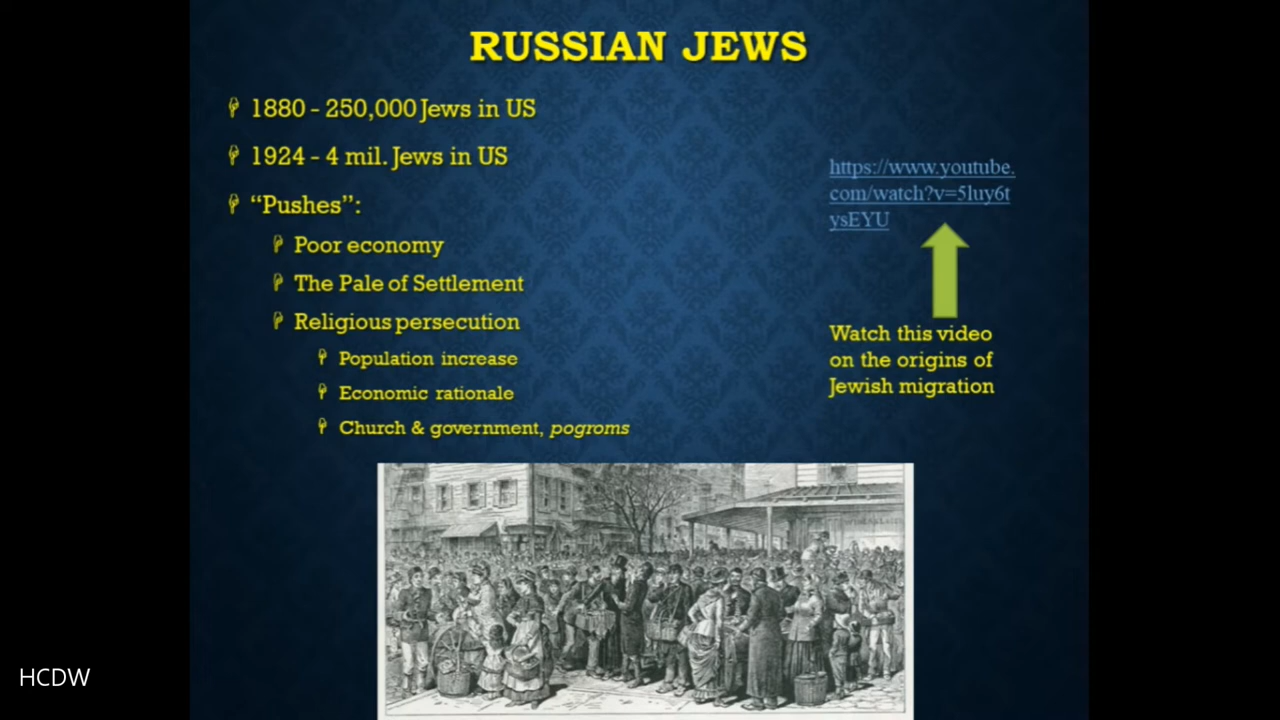 RUSSIAN JEWS
1880 - 250,000 Jews in US
1924 - 4 mil. Jews in US
“Pushes”:
Poor economy
The Pale of Settlement
Religious persecution
Population increase
Economic rationale
Church & government, pogroms
https://www.youtube.
com/watch?v=5luy6t
ysEYU
Watch this video
on the origins of
Jewish migration
HCDW